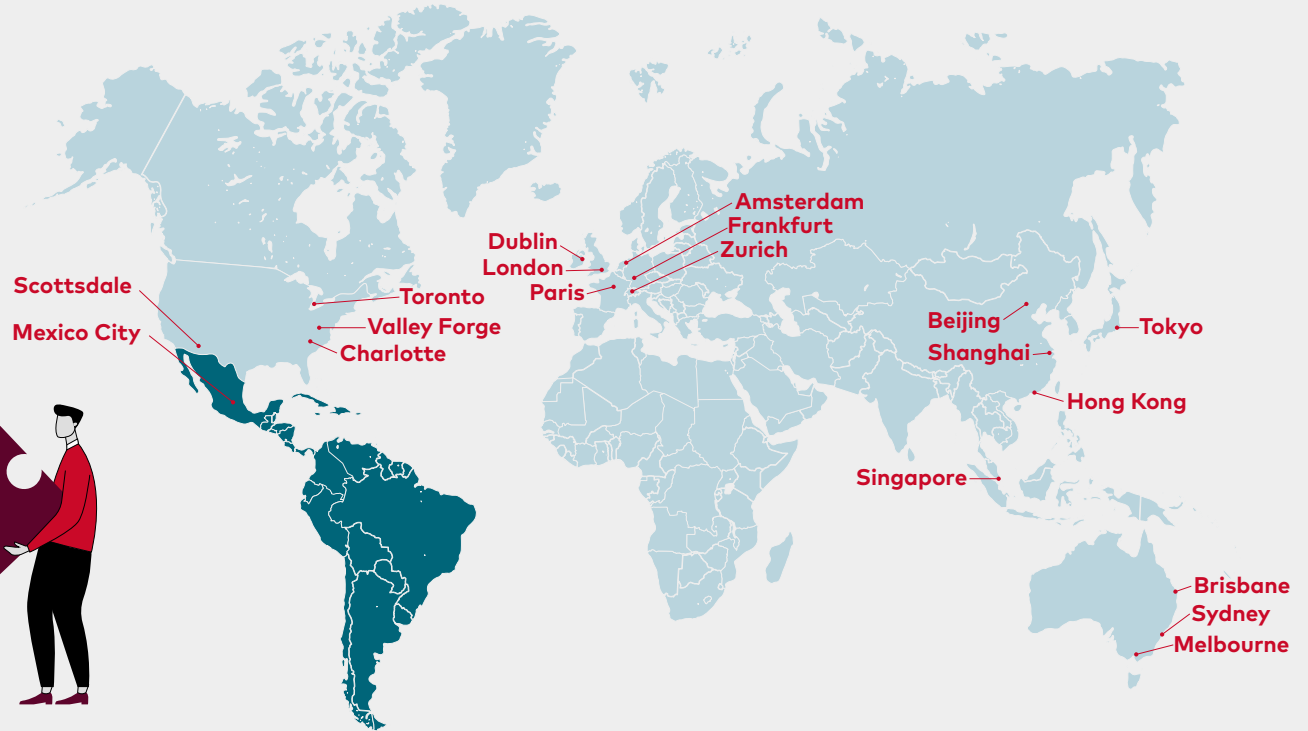 Scottsdale
Mexico City
Toronto
Valley Forge
Charlotte
Dublin
London
Paris
Amsterdam
Frankfurt
Zurich
Beijing
Shanghai
Tokyo
Hong Kong
Singapore
Brisbane
Sydney
Melbourne